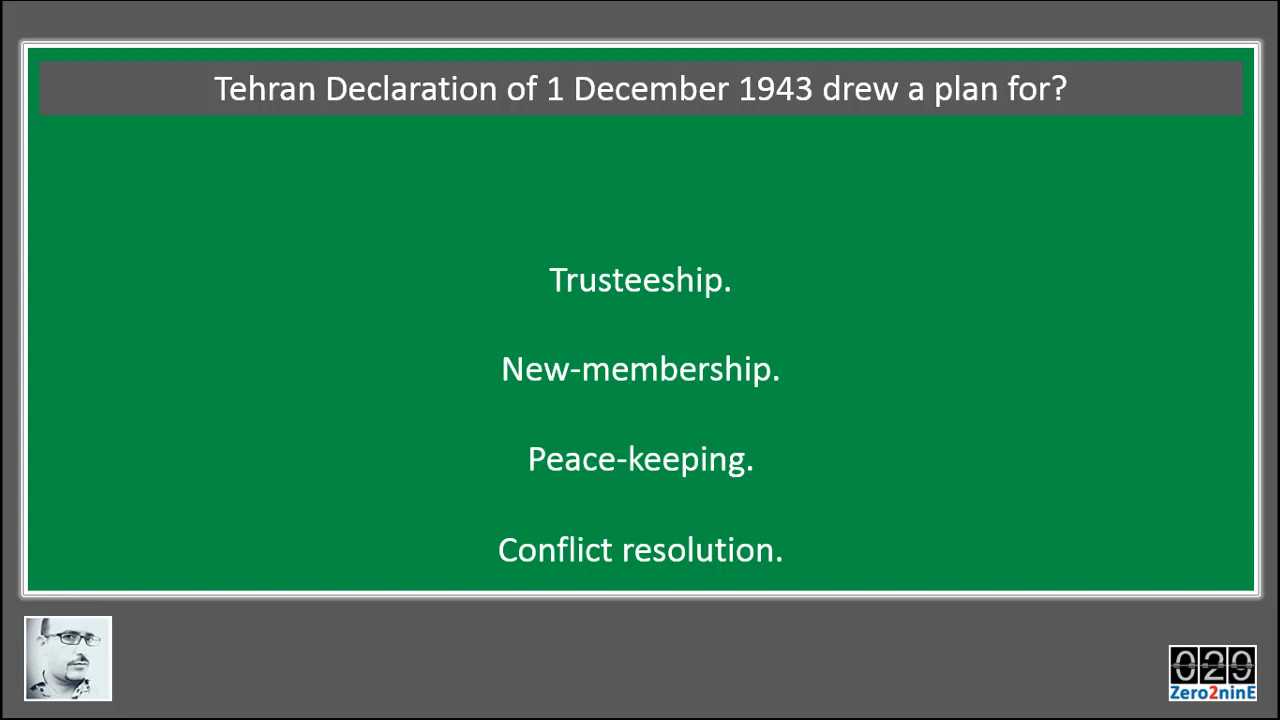 Tehran Declaration of 1 December 1943 drew a plan for?
Trusteeship.
New-membership.
Peace-keeping.
Conflict resolution.
029
Zero2ninE